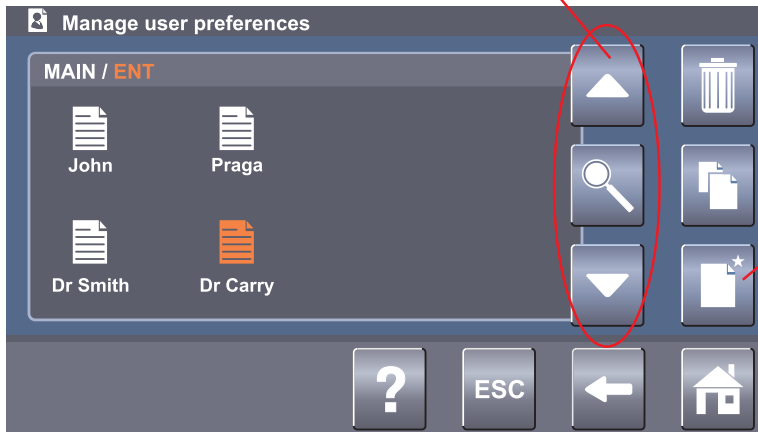 Manage user preferences
MAIN / ENT
John Praga
Dr Smith Dr Carry
? ESC